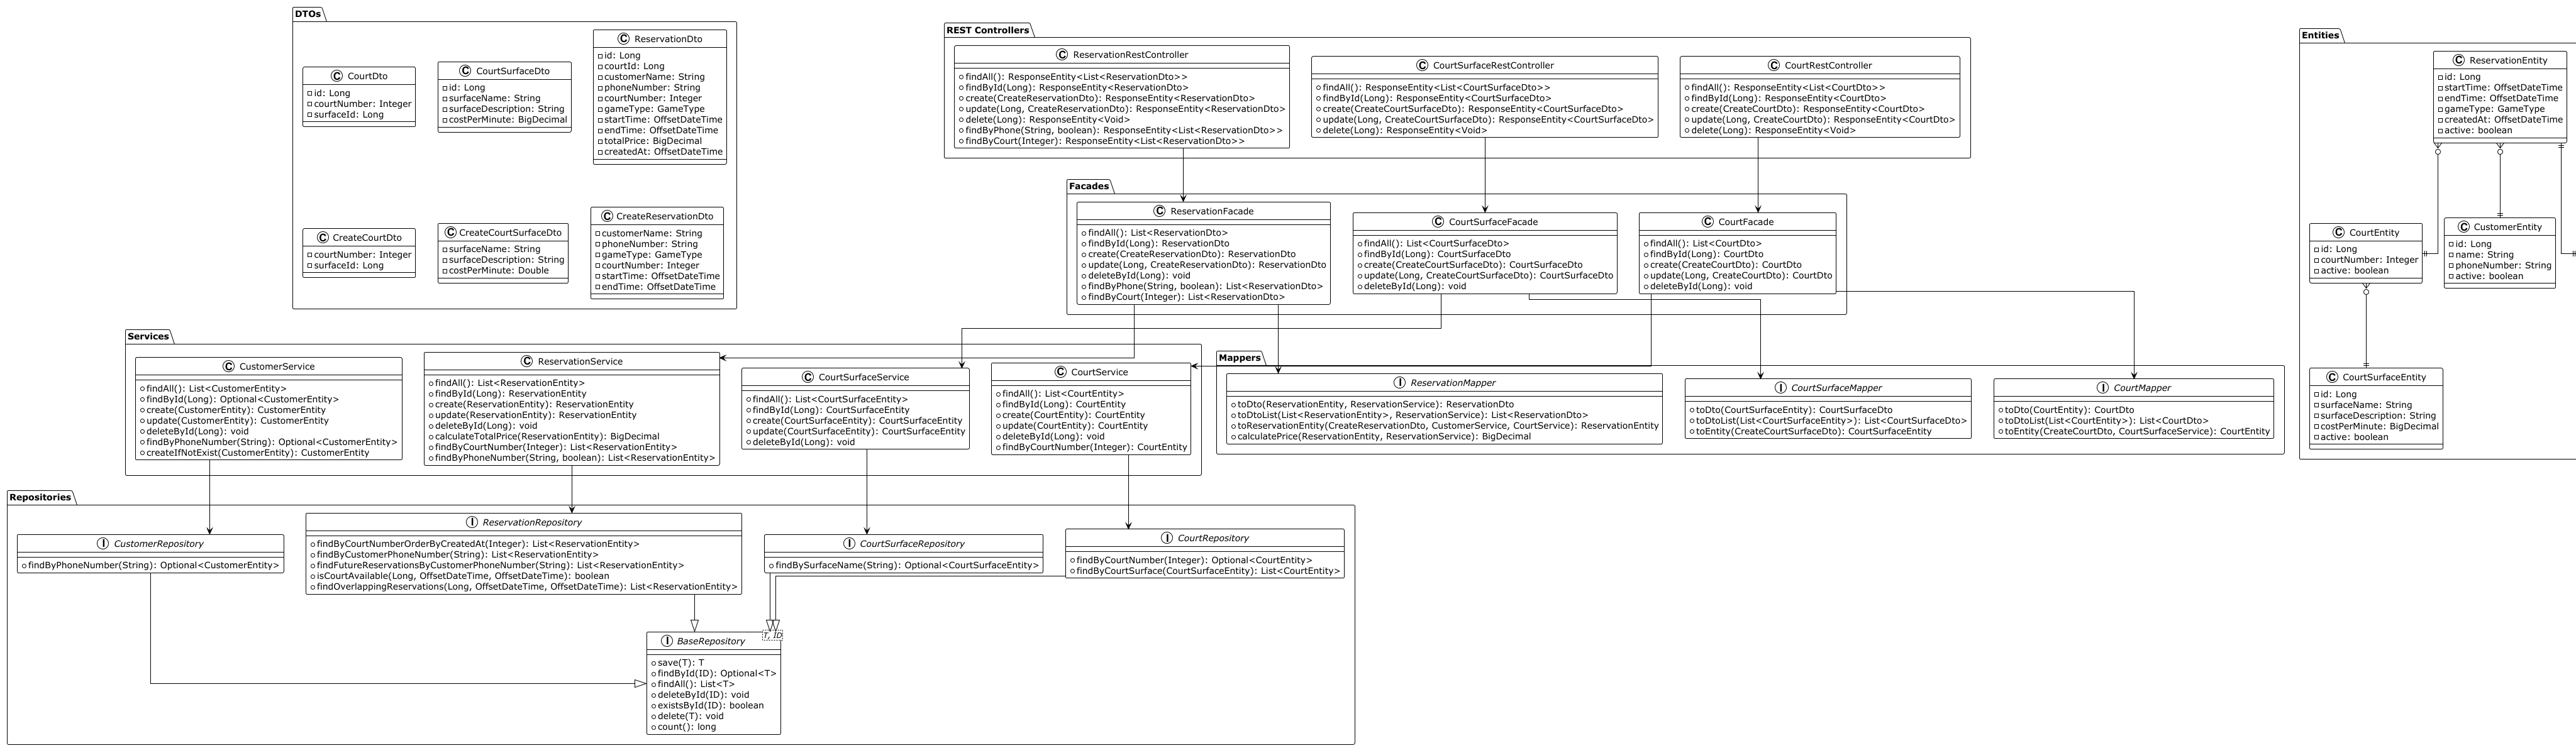 DTOs
CourtDto
id: Long
courtNumber: Integer
surfaceId: Long
CourtSurfaceDto
id: Long
surfaceName: String
surfaceDescription: String
costPerMinute: BigDecimal
ReservationDto
id: Long
courtId: Long
customerName: String
phoneNumber: String
courtNumber: Integer
gameType: GameType
startTime: OffsetDateTime
endTime: OffsetDateTime
totalPrice: BigDecimal
createdAt: OffsetDateTime
CreateCourtDto
courtNumber: Integer
surfaceId: Long
CreateCourtSurfaceDto
surfaceName: String
surfaceDescription: String
costPerMinute: Double
CreateReservationDto
customerName: String
phoneNumber: String
gameType: GameType
courtNumber: Integer
startTime: OffsetDateTime
endTime: OffsetDateTime
REST Controllers
ReservationRestController
findAll(): ResponseEntity<List<ReservationDto>>
findById(Long): ResponseEntity<ReservationDto>
create(CreateReservationDto): ResponseEntity<ReservationDto>
update(Long, CreateReservationDto): ResponseEntity<ReservationDto>
delete(Long): ResponseEntity<Void>
findByPhone(String, boolean): ResponseEntity<List<ReservationDto>>
findByCourt(Integer): ResponseEntity<List<ReservationDto>>
CourtSurfaceRestController
findAll(): ResponseEntity<List<CourtSurfaceDto>>
findById(Long): ResponseEntity<CourtSurfaceDto>
create(CreateCourtSurfaceDto): ResponseEntity<CourtSurfaceDto>
update(Long, CreateCourtSurfaceDto): ResponseEntity<CourtSurfaceDto>
delete(Long): ResponseEntity<Void>
CourtRestController
findAll(): ResponseEntity<List<CourtDto>>
findById(Long): ResponseEntity<CourtDto>
create(CreateCourtDto): ResponseEntity<CourtDto>
update(Long, CreateCourtDto): ResponseEntity<CourtDto>
delete(Long): ResponseEntity<Void>
Facades
ReservationFacade
findAll(): List<ReservationDto>
findById(Long): ReservationDto
create(CreateReservationDto): ReservationDto
update(Long, CreateReservationDto): ReservationDto
deleteById(Long): void
findByPhone(String, boolean): List<ReservationDto>
findByCourt(Integer): List<ReservationDto>
CourtSurfaceFacade
findAll(): List<CourtSurfaceDto>
findById(Long): CourtSurfaceDto
create(CreateCourtSurfaceDto): CourtSurfaceDto
update(Long, CreateCourtSurfaceDto): CourtSurfaceDto
deleteById(Long): void
CourtFacade
findAll(): List<CourtDto>
findById(Long): CourtDto
create(CreateCourtDto): CourtDto
update(Long, CreateCourtDto): CourtDto
deleteById(Long): void
Entities
ReservationEntity
id: Long
startTime: OffsetDateTime
endTime: OffsetDateTime
gameType: GameType
createdAt: OffsetDateTime
active: boolean
CourtEntity
id: Long
courtNumber: Integer
active: boolean
CustomerEntity
id: Long
name: String
phoneNumber: String
active: boolean
CourtSurfaceEntity
id: Long
surfaceName: String
surfaceDescription: String
costPerMinute: BigDecimal
active: boolean
Services
CustomerService
findAll(): List<CustomerEntity>
findById(Long): Optional<CustomerEntity>
create(CustomerEntity): CustomerEntity
update(CustomerEntity): CustomerEntity
deleteById(Long): void
findByPhoneNumber(String): Optional<CustomerEntity>
createIfNotExist(CustomerEntity): CustomerEntity
ReservationService
findAll(): List<ReservationEntity>
findById(Long): ReservationEntity
create(ReservationEntity): ReservationEntity
update(ReservationEntity): ReservationEntity
deleteById(Long): void
calculateTotalPrice(ReservationEntity): BigDecimal
findByCourtNumber(Integer): List<ReservationEntity>
findByPhoneNumber(String, boolean): List<ReservationEntity>
CourtSurfaceService
findAll(): List<CourtSurfaceEntity>
findById(Long): CourtSurfaceEntity
create(CourtSurfaceEntity): CourtSurfaceEntity
update(CourtSurfaceEntity): CourtSurfaceEntity
deleteById(Long): void
CourtService
findAll(): List<CourtEntity>
findById(Long): CourtEntity
create(CourtEntity): CourtEntity
update(CourtEntity): CourtEntity
deleteById(Long): void
findByCourtNumber(Integer): CourtEntity
Mappers
ReservationMapper
toDto(ReservationEntity, ReservationService): ReservationDto
toDtoList(List<ReservationEntity>, ReservationService): List<ReservationDto>
toReservationEntity(CreateReservationDto, CustomerService, CourtService): ReservationEntity
calculatePrice(ReservationEntity, ReservationService): BigDecimal
CourtSurfaceMapper
toDto(CourtSurfaceEntity): CourtSurfaceDto
toDtoList(List<CourtSurfaceEntity>): List<CourtSurfaceDto>
toEntity(CreateCourtSurfaceDto): CourtSurfaceEntity
CourtMapper
toDto(CourtEntity): CourtDto
toDtoList(List<CourtEntity>): List<CourtDto>
toEntity(CreateCourtDto, CourtSurfaceService): CourtEntity
Repositories
CustomerRepository
findByPhoneNumber(String): Optional<CustomerEntity>
ReservationRepository
findByCourtNumberOrderByCreatedAt(Integer): List<ReservationEntity>
findByCustomerPhoneNumber(String): List<ReservationEntity>
findFutureReservationsByCustomerPhoneNumber(String): List<ReservationEntity>
isCourtAvailable(Long, OffsetDateTime, OffsetDateTime): boolean
findOverlappingReservations(Long, OffsetDateTime, OffsetDateTime): List<ReservationEntity>
CourtSurfaceRepository
findBySurfaceName(String): Optional<CourtSurfaceEntity>
CourtRepository
findByCourtNumber(Integer): Optional<CourtEntity>
findByCourtSurface(CourtSurfaceEntity): List<CourtEntity>
BaseRepository
T, ID
save(T): T
findById(ID): Optional<T>
findAll(): List<T>
deleteById(ID): void
existsById(ID): boolean
delete(T): void
count(): long